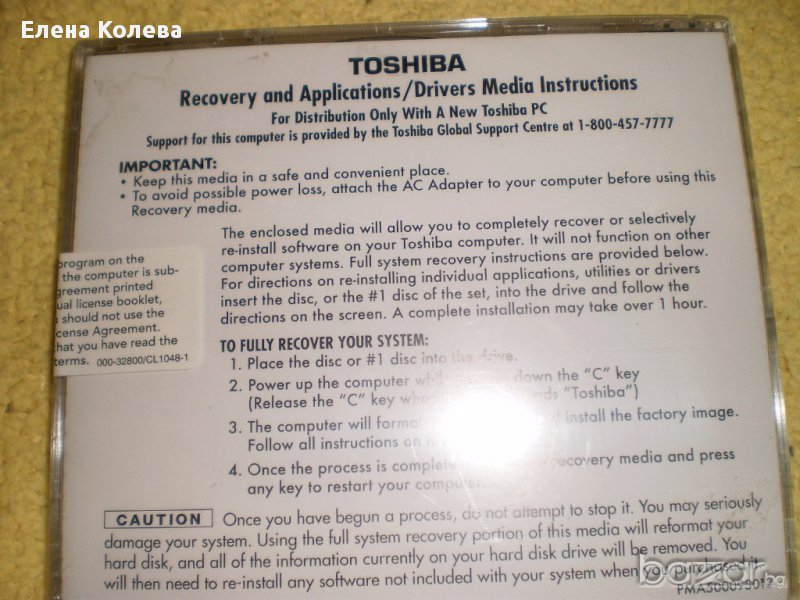 Елена Колева
TOSHIBA
Recovery and Applications/Drivers Media Instructions
For Distribution Only With A New Toshiba PC
Support for this computer is provided by the Toshiba Global Support Centre at 1-800-457-7777
IMPORTANT:
• Keep this media in a safe and convenient place.
• To avoid possible power loss, attach the AC Adapter to your computer before using this
Recovery media.
The enclosed media will allow you to completely recover or selectively
re-install software on your Toshiba computer. It will not function on other
computer systems. Full system recovery instructions are provided below.
For directions on re-installing individual applications, utilities or drivers
insert the disc, or the #1 disc of the set, into the drive and follow the
directions on the screen. A complete installation may take over 1 hour.
program on the
the computer is sub-
greement printed
ual license booklet,
should not use the
cense Agreement.
hat you have read the
terms. 000-32800/CL1048-1
TO FULLY RECOVER YOUR SYSTEM:
1. Place the disc or #1 disc into the drive.
2. Power up the computer down the "C" key
(Release the "C" key "Toshiba")
3. The computer will install the factory image.
Follow all instructions on
4. Once the process is recovery media and press
any key to restart your computer.
CAUTION Once you have begun a process, do not attempt to stop it. You may seriously
damage your system. Using the full system recovery portion of this media will reformat your
hard disk, and all of the information currently on your hard disk drive will be removed. You
will then need to re-install any software not included with your system when you purchased it.
bazar.bg